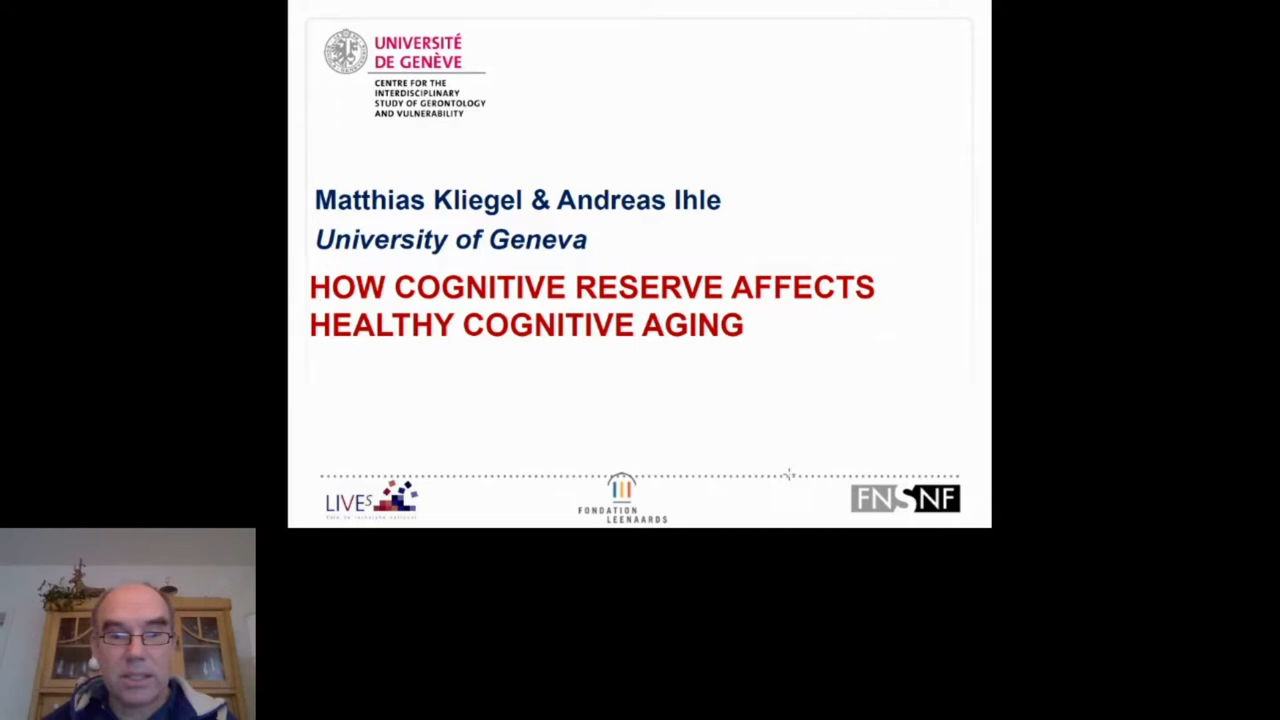 UNIVERSITÉ
DE GENÈVE
CENTRE FOR THE
INTERDISCIPLINARY
STUDY OF GERONTOLOGY
AND VULNERABILITY
Matthias Kliegel & Andreas Ihle
University of Geneva
HOW COGNITIVE RESERVE AFFECTS
HEALTHY COGNITIVE AGING
LIVES
FONDATION
LEENAARDS
FNSNF